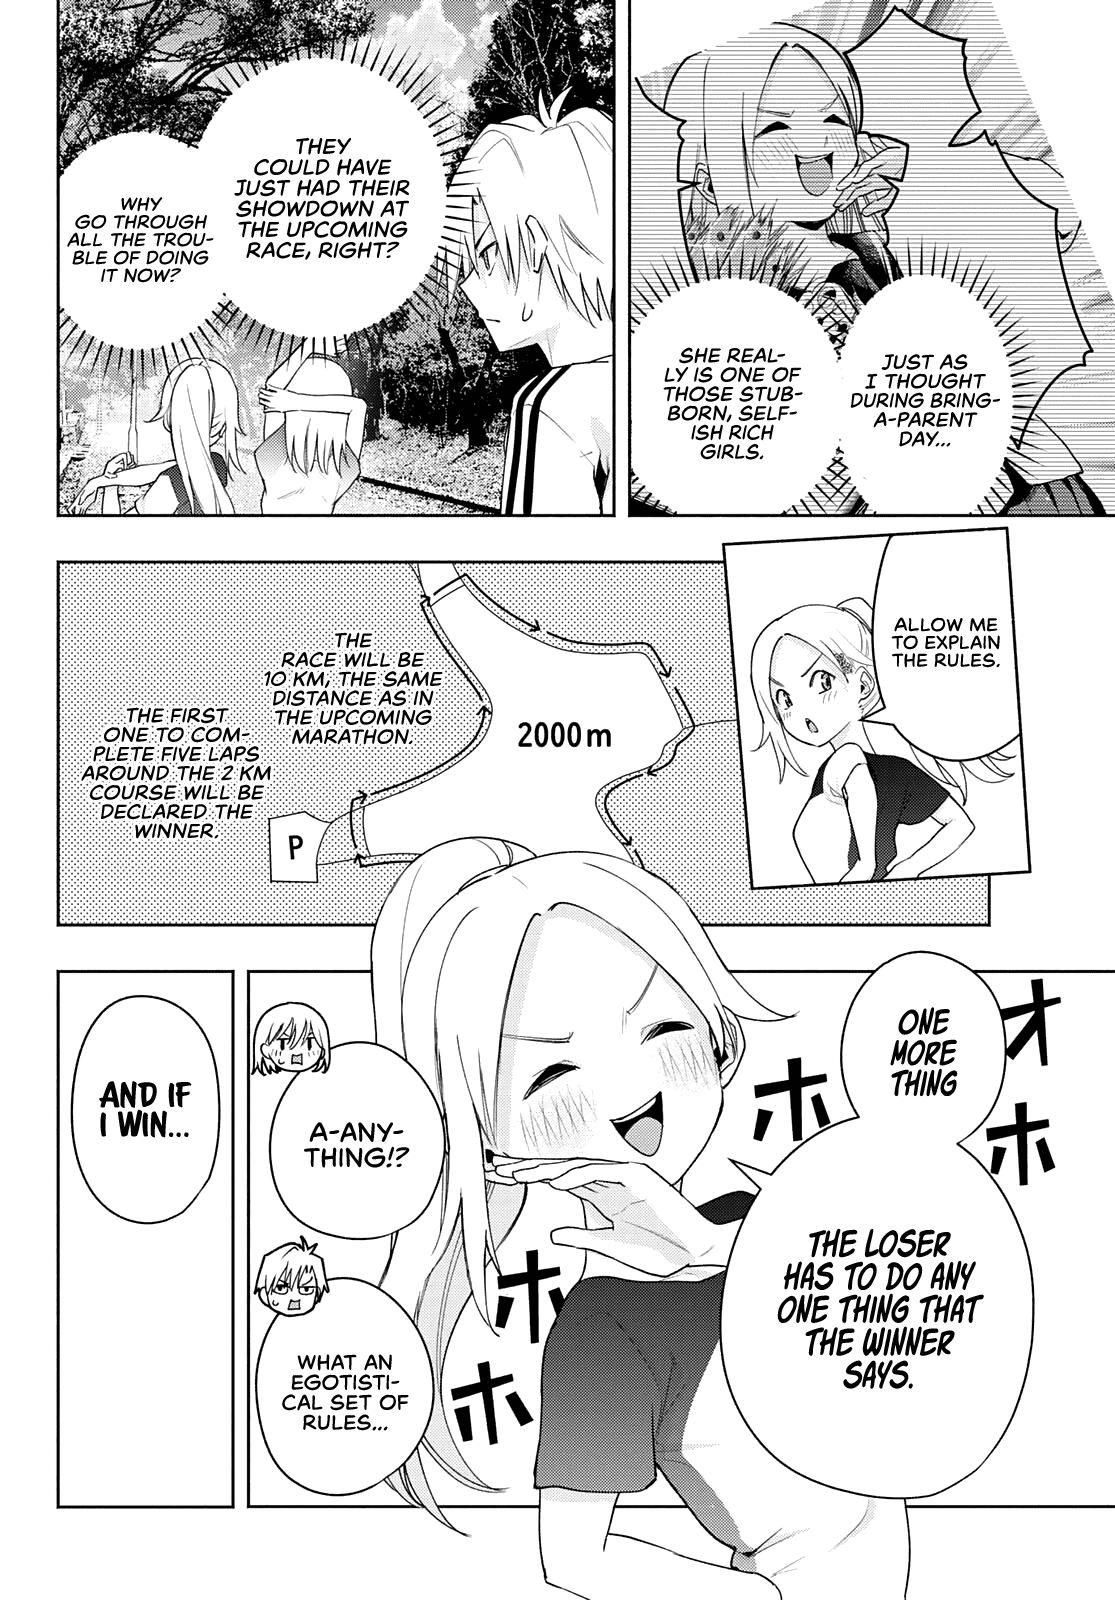 JUST AS
I THOUGHT
DURING BRING-
A-PARENT
DAY...
SHE REAL-
LY IS ONE OF
THOSE STUB-
BORN, SELF-
ISH RICH
GIRLS.
THEY
COULD HAVE
JUST HAD THEIR
SHOWDOWN AT
THE UPCOMING
RACE, RIGHT?
WHY
GO THROUGH
ALL THE TROU-
BLE OF DOING
IT NOW?
ALLOW ME
TO EXPLAIN
THE RULES.
THE
RACE WILL BE
10 KM, THE SAME
DISTANCE AS IN
THE UPCOMING
MARATHON.
2000m
P
THE FIRST
ONE TO COM-
PLETE FIVE LAPS
AROUND THE 2 KM
COURSE WILL BE
DECLARED THE
WINNER.
ONE
MORE
THING
THE LOSER
HAS TO DO ANY
ONE THING THAT
THE WINNER
SAYS.
オ
ホ
ホ
ホ
ホ
ホ
A-ANY-
THING!?
WHAT AN
EGOTISTI-
CAL SET OF
RULES...
AND IF
I WIN...